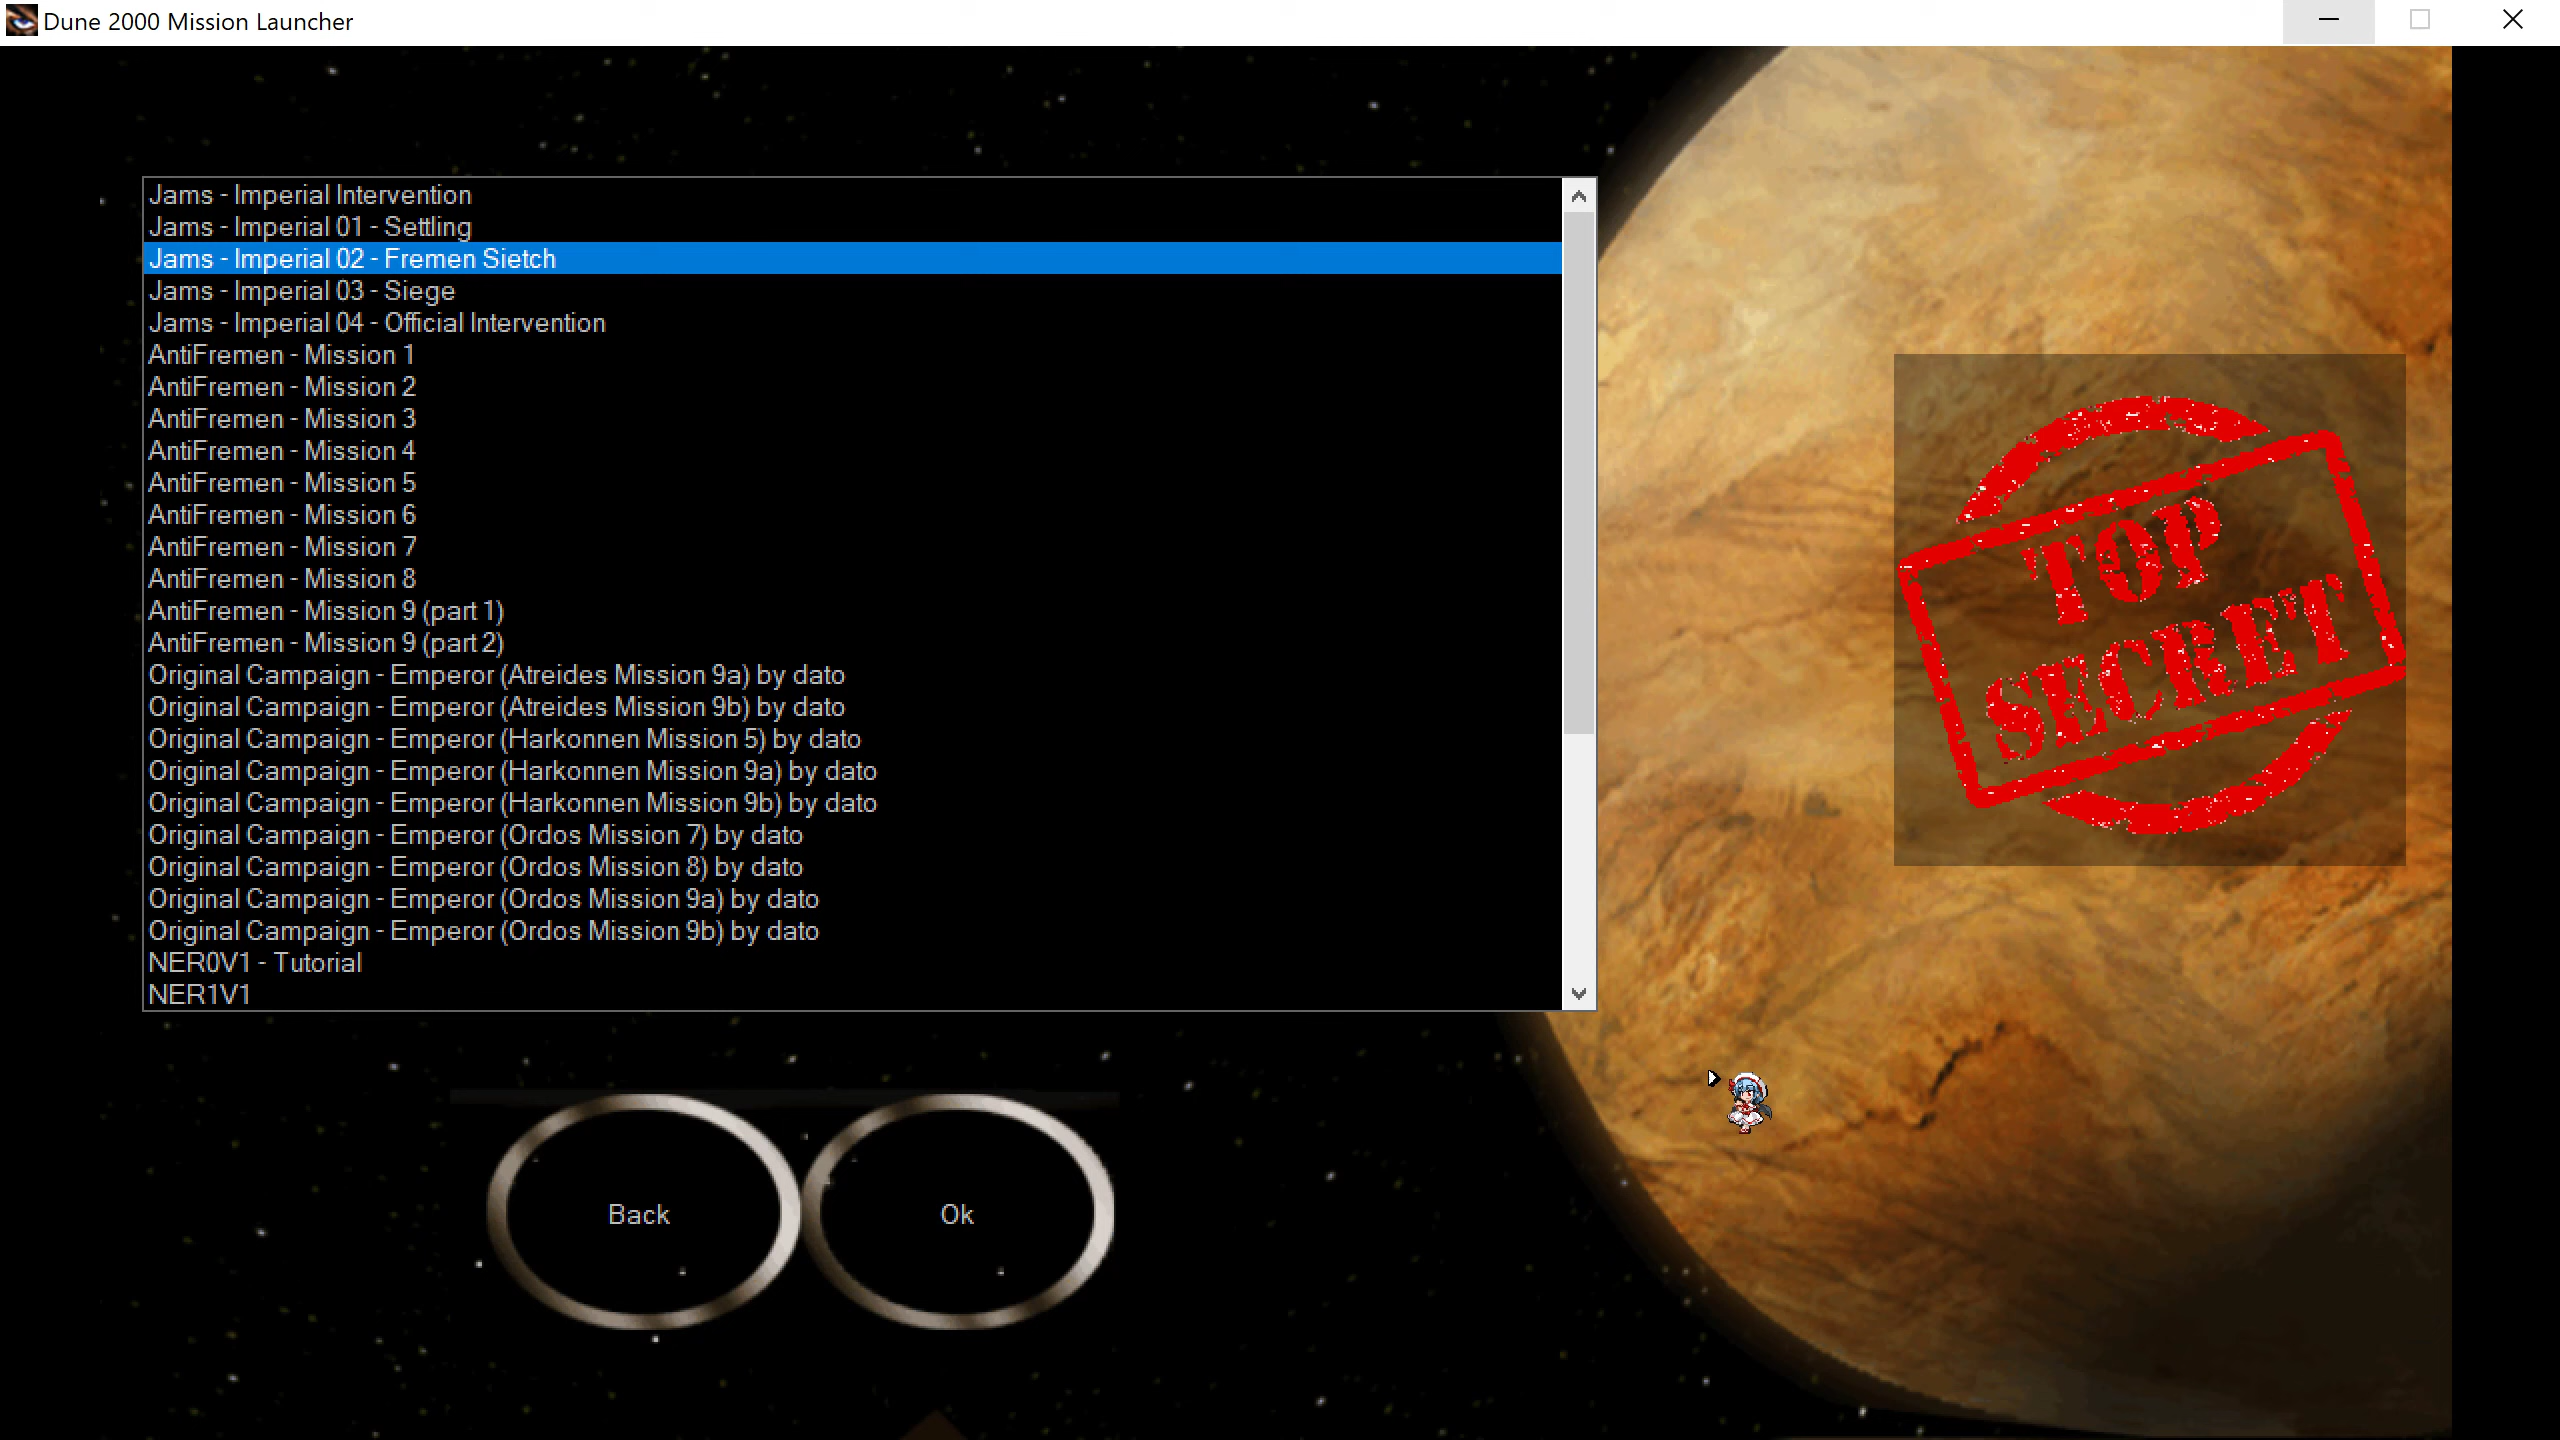 Dune 2000 Mission Launcher
Jams - Imperial Intervention
Jams - Imperial 01 - Settling
Jams - Imperial 02 - Fremen Sietch
Jams - Imperial 03 - Siege
Jams - Imperial 04 - Official Intervention
AntiFremen - Mission 1
AntiFremen - Mission 2
AntiFremen - Mission 3
AntiFremen - Mission 4
AntiFremen - Mission 5
AntiFremen - Mission 6
AntiFremen - Mission 7
AntiFremen - Mission 8
AntiFremen - Mission 9 (part 1)
AntiFremen - Mission 9 (part 2)
Original Campaign - Emperor (Atreides Mission 9a) by dato
Original Campaign - Emperor (Atreides Mission 9b) by dato
Original Campaign - Emperor (Harkonnen Mission 5) by dato
Original Campaign - Emperor (Harkonnen Mission 9a) by dato
Original Campaign - Emperor (Harkonnen Mission 9b) by dato
Original Campaign - Emperor (Ordos Mission 7) by dato
Original Campaign - Emperor (Ordos Mission 8) by dato
Original Campaign - Emperor (Ordos Mission 9a) by dato
Original Campaign - Emperor (Ordos Mission 9b) by dato
NER0V1 - Tutorial
NER1V1
TOP
SECRET
Back
Ok